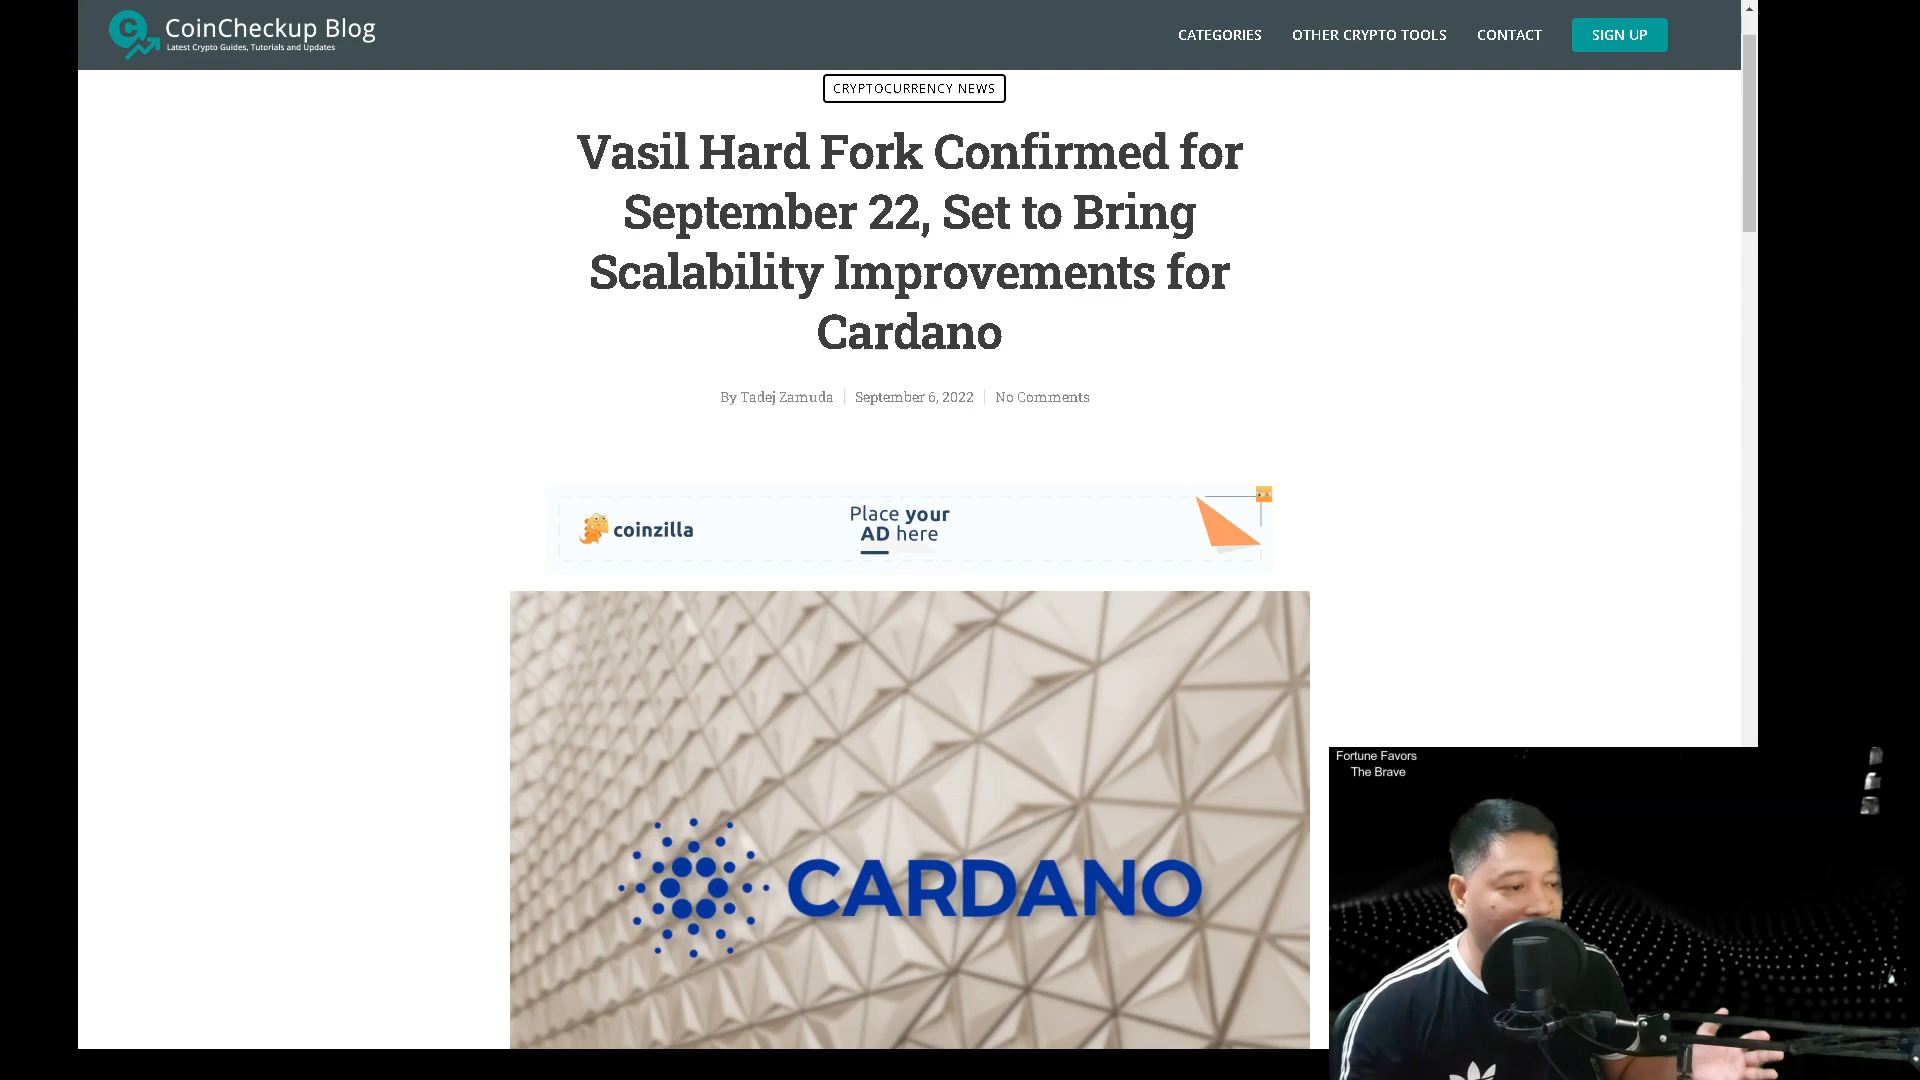 CoinCheckup Blog
Latest Crypto Guides, Tutorials and Updates
CATEGORIES
OTHER CRYPTO TOOLS
CONTACT
SIGN UP
CRYPTOCURRENCY NEWS
Vasil Hard Fork Confirmed for
September 22, Set to Bring
Scalability Improvements for
Cardano
By Tadej Zamuda
September 6, 2022
No Comments
coinzilla
Place your
AD here
CARDANO
Fortune Favors
The Brave